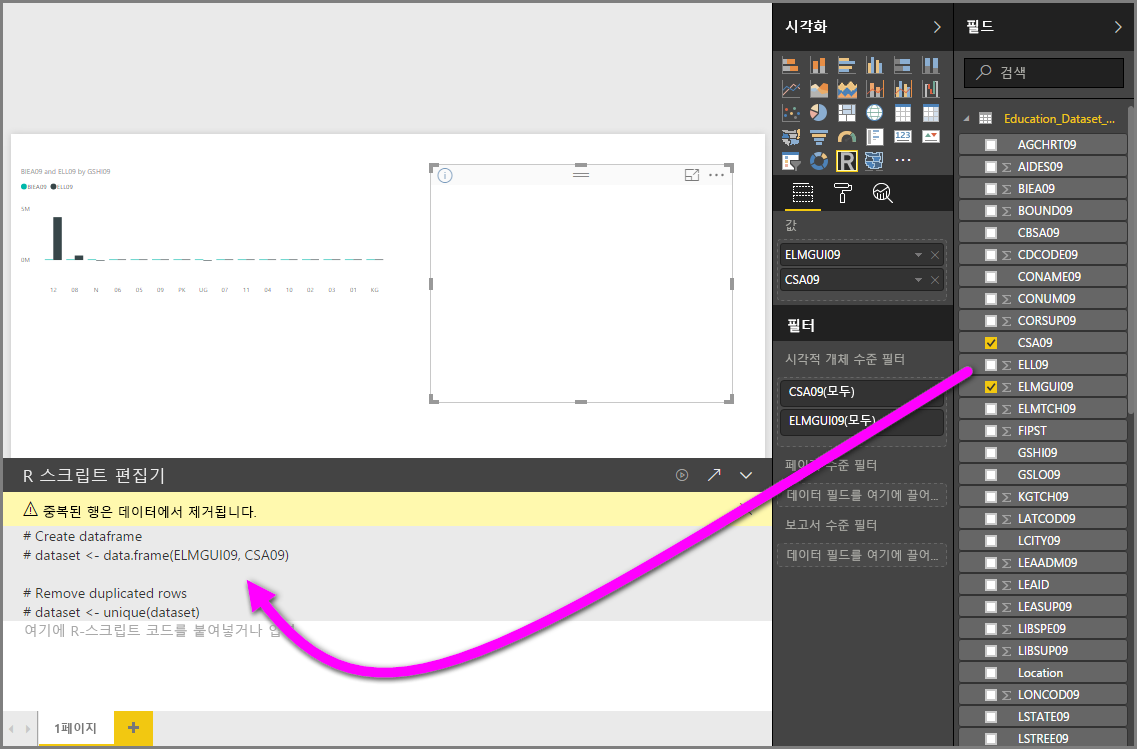 BIEA09 and ELL09 by GSHI09
BIEA09 ELL09
5M
0M
12 08 N 06 05 09 PK UG 07 11 04 10 02 03 01 KG
R 스크립트 편집기
중복된 행은 데이터에서 제거됩니다.
# Create dataframe
# dataset <- data.frame(ELMGUI09, CSA09)
# Remove duplicated rows
# dataset <- unique(dataset)
여기에 R-스크립트 코드를 붙여넣거나
1페이지
시각화
123
R
값
ELMGUI09
CSA09
필터
시각적 개체 수준 필터
CSA09(모두)
ELMGUI09(모두)
페이지 수준 필터
데이터 필드를 여기에 끌어...
보고서 수준 필터
데이터 필드를 여기에 끌어...
필드
검색
Education_Dataset_...
AGCHRT09
Σ AIDES09
Σ BIEA09
Σ BOUND09
CBSA09
Σ CDCODE09
CONAME09
Σ CONUM09
Σ CORSUP09
CSA09
Σ ELL09
Σ ELMGUI09
Σ ELMTCH09
Σ FIPST
GSHI09
GSLO09
Σ KGTCH09
Σ LATCOD09
LCITY09
Σ LEAADM09
Σ LEAID
Σ LEASUP09
Σ LIBSPE09
Σ LIBSUP09
Location
Σ LONCOD09
LSTATE09
LSTREE09